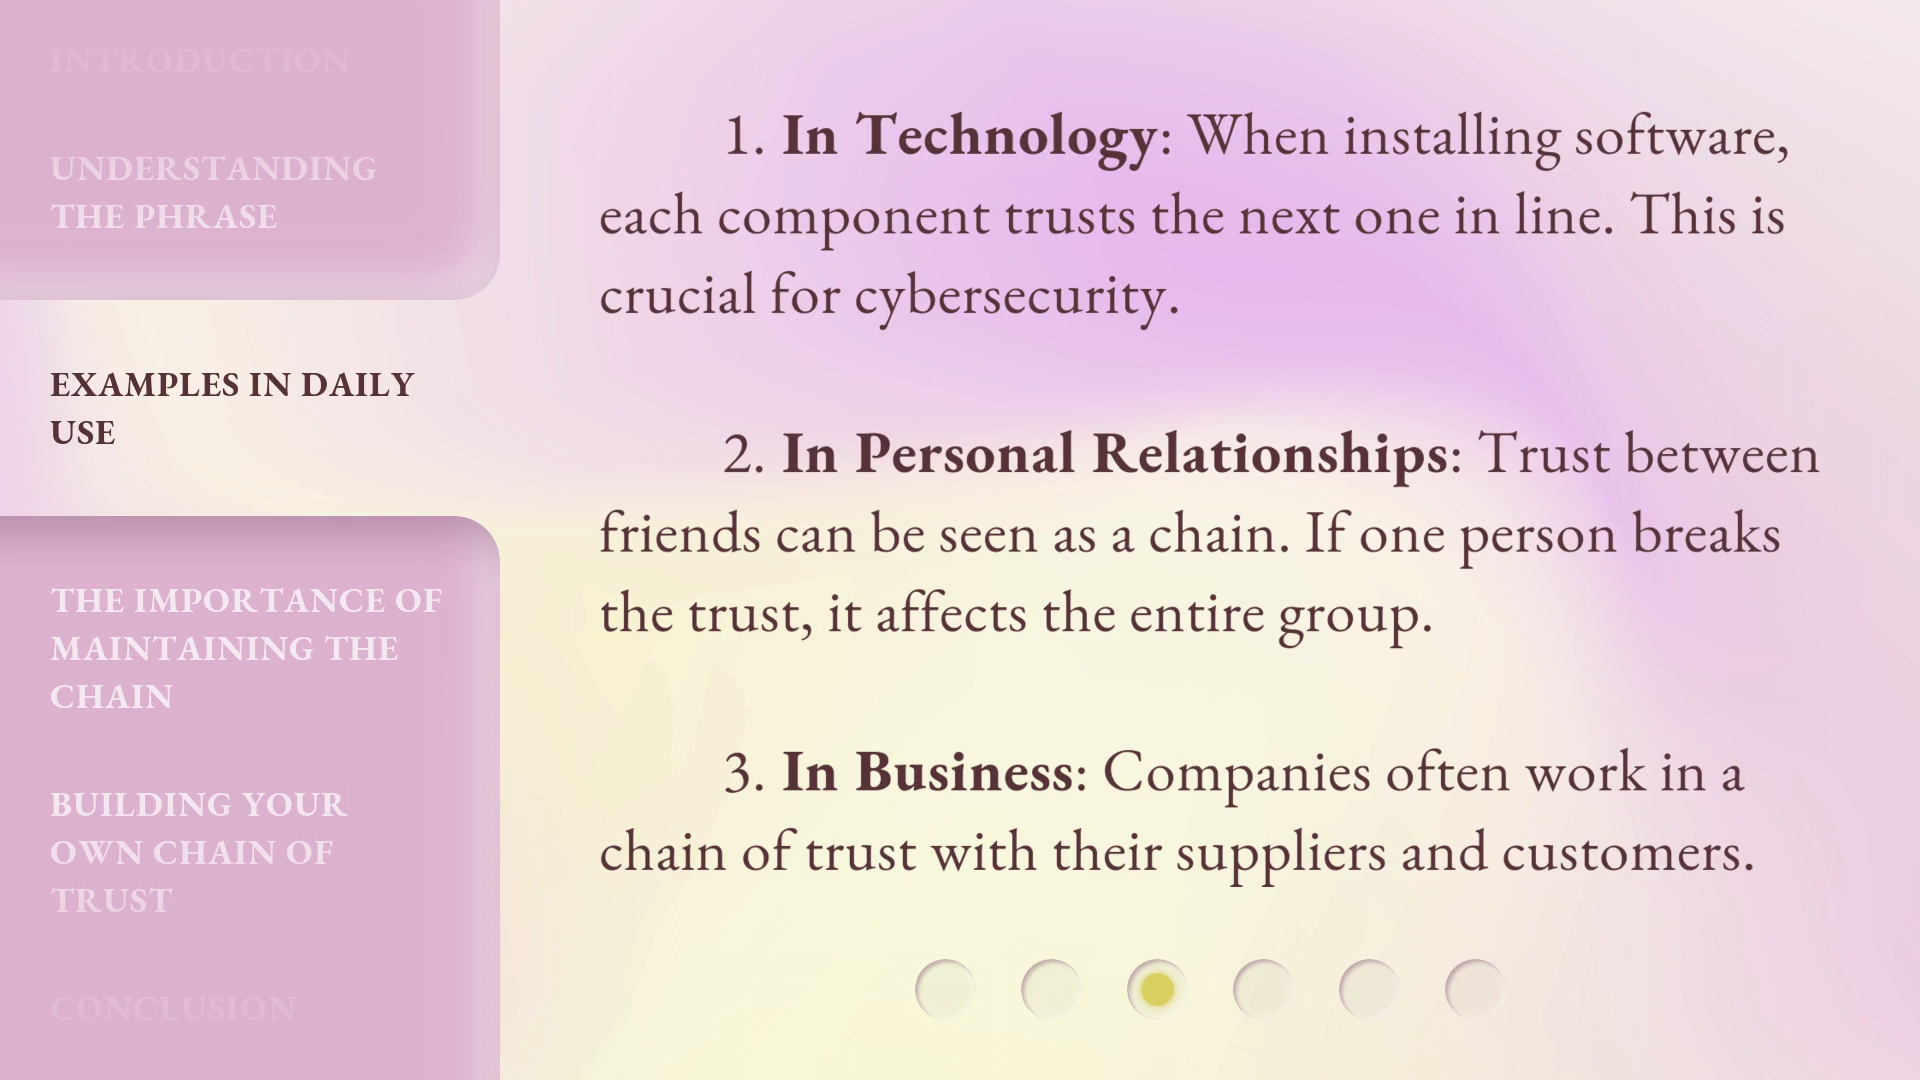 INTRODUCTION
UNDERSTANDING
THE PHRASE
EXAMPLES IN DAILY
USE
THE IMPORTANCE OF
MAINTAINING THE
CHAIN
BUILDING YOUR
OWN CHAIN OF
TRUST
CONCLUSION
1. In Technology: When installing software,
each component trusts the next one in line. This is
crucial for cybersecurity.
2. In Personal Relationships: Trust between
friends can be seen as a chain. If one person breaks
the trust, it affects the entire group.
3. In Business: Companies often work in a
chain of trust with their suppliers and customers.